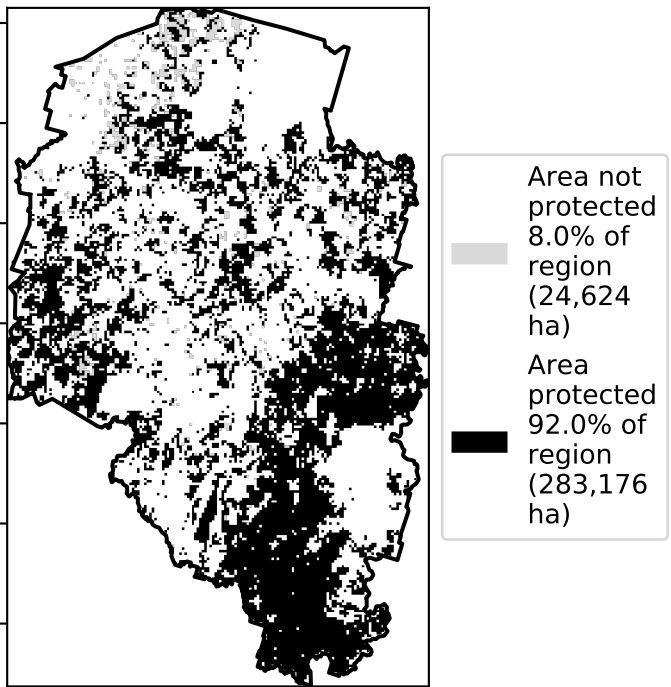 Area not
protected
8.0% of
region
(24,624
ha)
Area
protected
92.0% of
region
(283,176
ha)